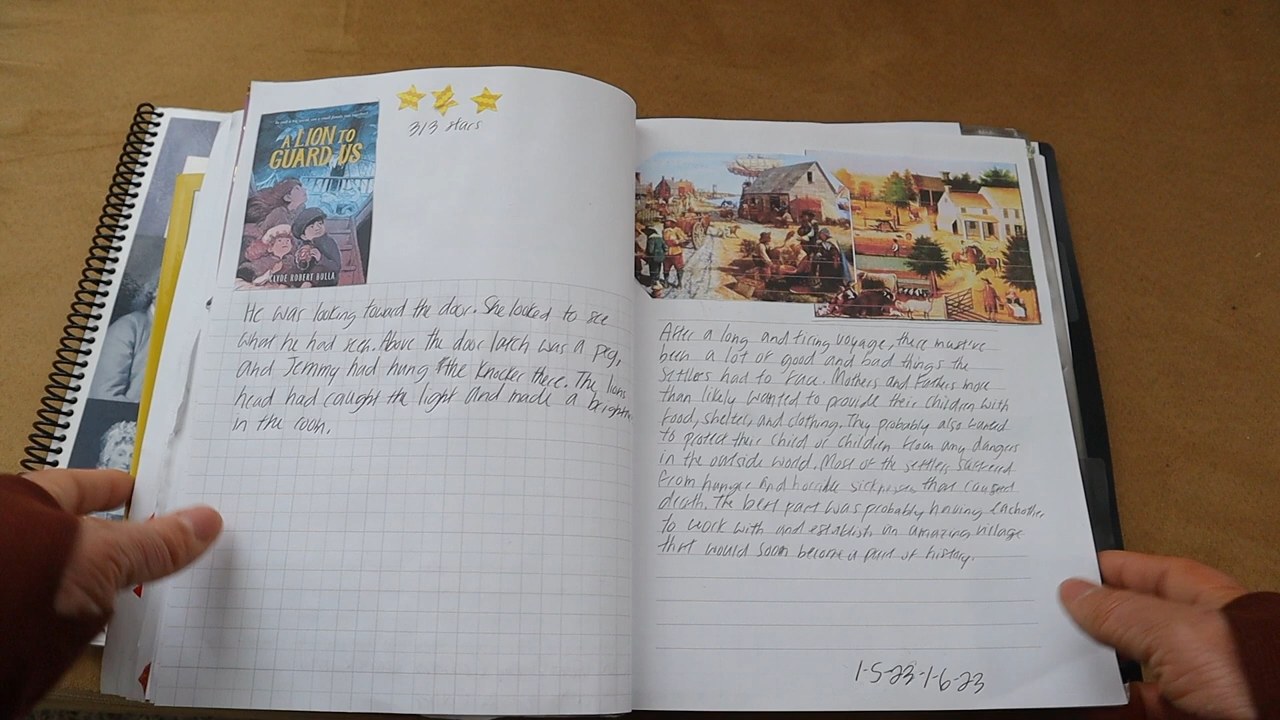 A LION TO
GUARD US
CLYDE ROBERT BULLA
3/3 stars
He was looking toward the door. She looked to see
what he had seen. Above the door latch was a peg,
and Jemmy had hung the knocker there. The lions
head had caught the light and made a
in the room.
After a long and tiring voyage, there must've
been a lot of good and bad things the
settlers had to face. Mothers and Fathers more
than likely wanted to provide their children with
food, shelter, and clothing. They probably also
to protect their child or children from any dangers
in the outside world. Most of the settlers suffered
from hunger and horrible sicknesses that caused
death. The best part was probably having eachother
to work with and establish an amazing village
that would soon become a part of history.
1-5-23-1-6-23